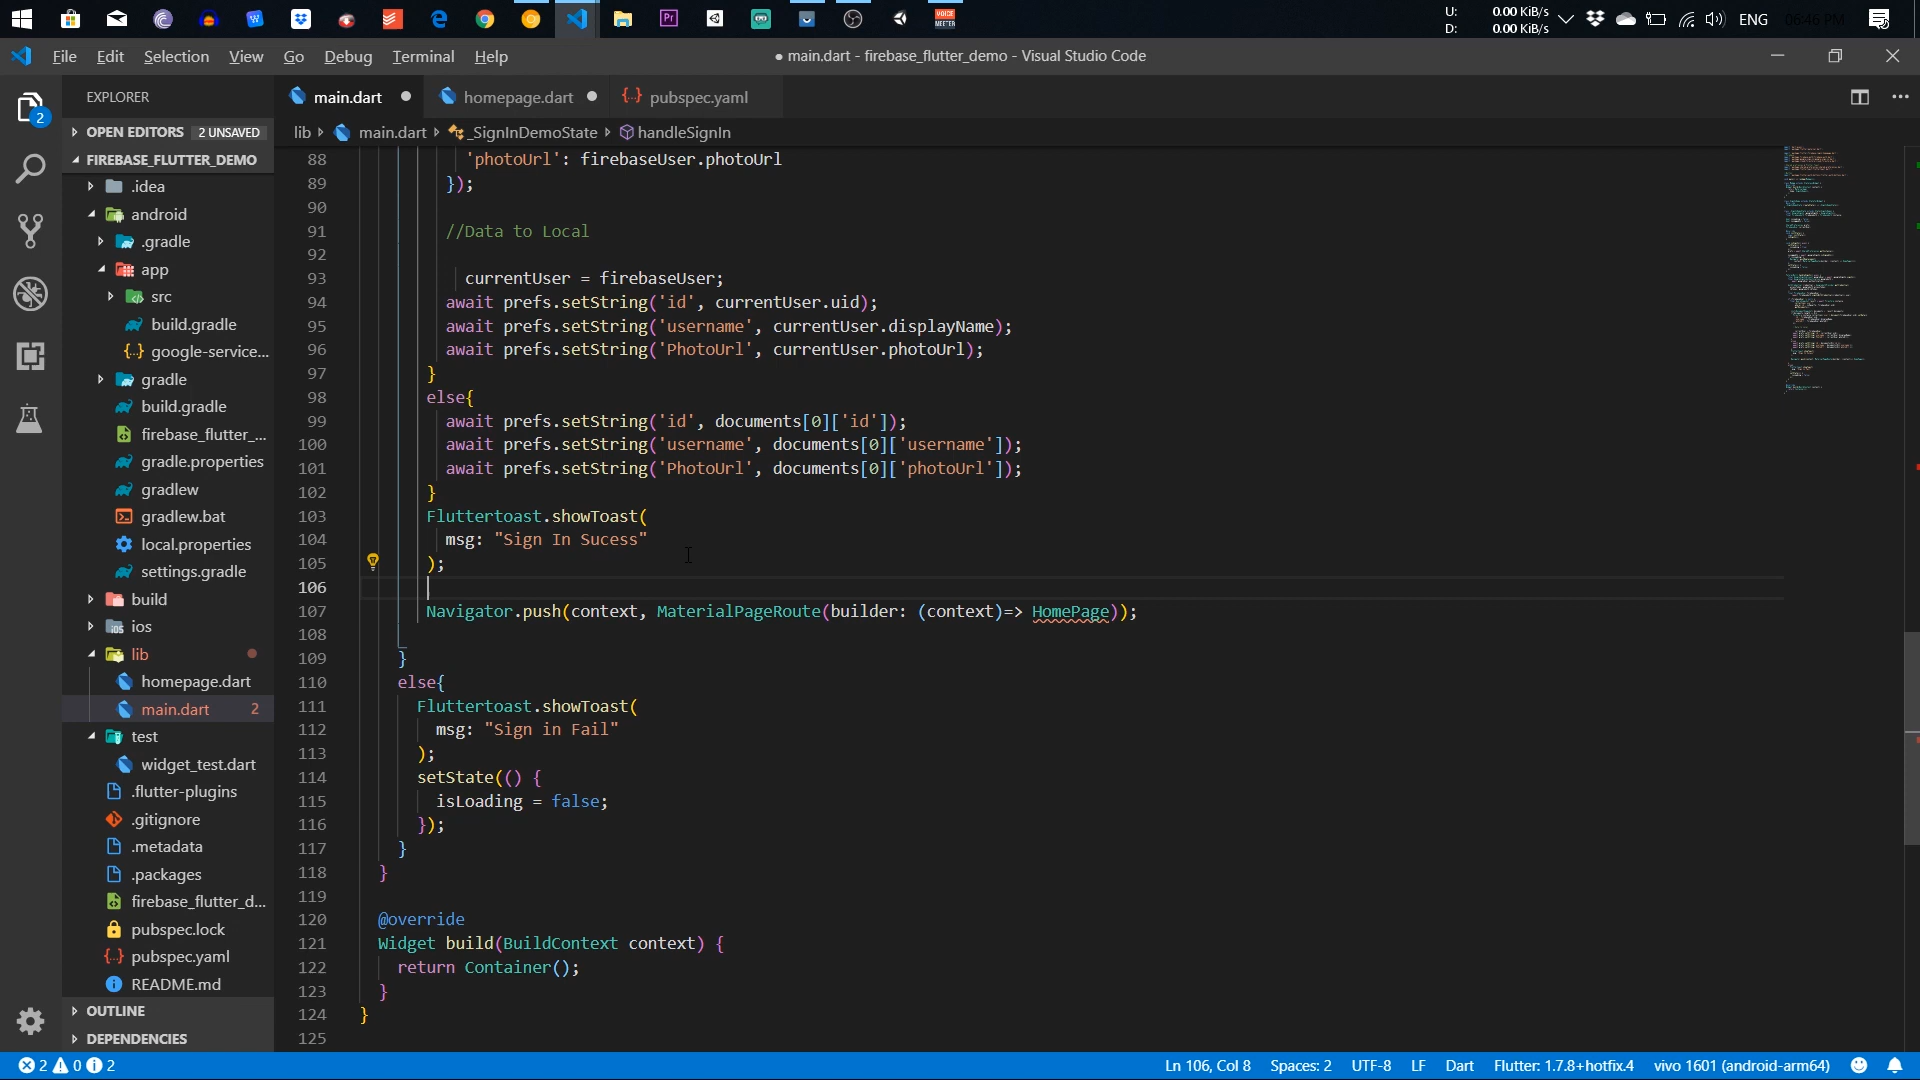 U: 0.00 KiB/s
D: 0.00 KiB/s
ENG
VOICE MEETER
File Edit Selection View Go Debug Terminal Help
● main.dart - firebase_flutter_demo - Visual Studio Code
EXPLORER
main.dart
homepage.dart
pubspec.yaml
OPEN EDITORS 2 UNSAVED
lib main.dart _SignInDemoState handleSignIn
FIREBASE_FLUTTER_DEMO
.idea
android
.gradle
app
src
build.gradle
google-service...
gradle
build.gradle
firebase_flutter_...
gradle.properties
gradlew
gradlew.bat
local.properties
settings.gradle
build
ios
lib
homepage.dart
main.dart 2
test
widget_test.dart
.flutter-plugins
.gitignore
.metadata
.packages
firebase_flutter_d...
pubspec.lock
pubspec.yaml
README.md
OUTLINE
DEPENDENCIES
2
88 'photoUrl': firebaseUser.photoUrl
89 });
90
91 //Data to Local
92
93 currentUser = firebaseUser;
94 await prefs.setString('id', currentUser.uid);
95 await prefs.setString('username', currentUser.displayName);
96 await prefs.setString('PhotoUrl', currentUser.photoUrl);
97 }
98 else{
99 await prefs.setString('id', documents[0]['id']);
100 await prefs.setString('username', documents[0]['username']);
101 await prefs.setString('PhotoUrl', documents[0]['photoUrl']);
102 }
103 Fluttertoast.showToast(
104 msg: "Sign In Sucess"
105 );
106
107 Navigator.push(context, MaterialPageRoute(builder: (context)=> HomePage));
108
109 }
110 else{
111 Fluttertoast.showToast(
112 msg: "Sign in Fail"
113 );
114 setState(() {
115 isLoading = false;
116 });
117 }
118 }
119
120 @override
121 Widget build(BuildContext context) {
122 return Container();
123 }
124 }
125
2 0 2
Ln 106, Col 8 Spaces: 2 UTF-8 LF Dart Flutter: 1.7.8+hotfix.4 vivo 1601 (android-arm64)